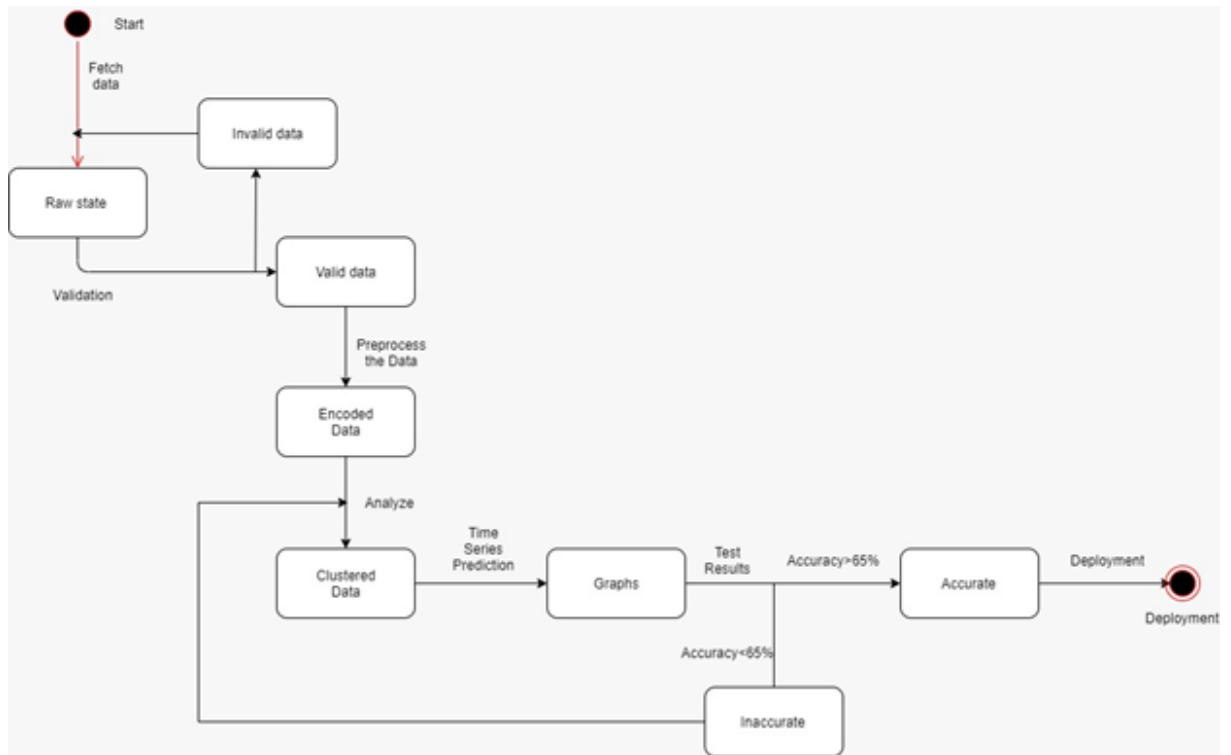 Start
Fetch
data
Invalid data
Raw state
Valid data
Validation
Preprocess
the Data
Encoded
Data
Analyze
Time
Series
Prediction
Test
Results
Accuracy>65%
Deployment
Clustered
Data
Graphs
Accurate
Deployment
Accuracy<65%
Inaccurate